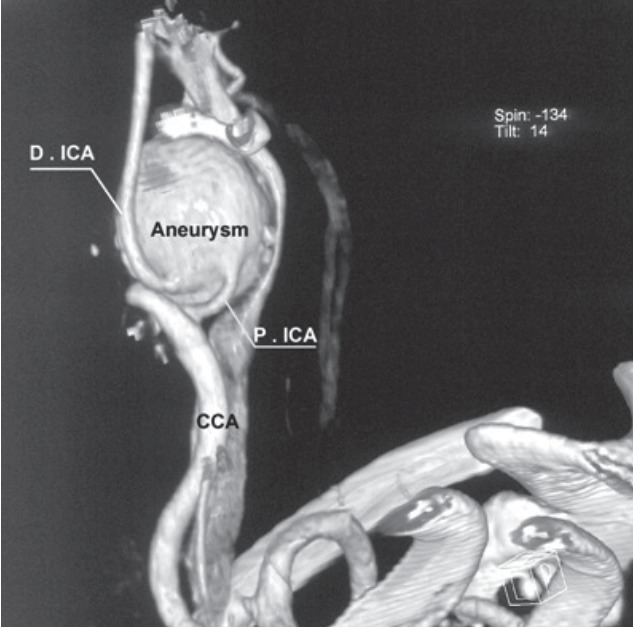 Spin: -134
Tilt: 14
D . ICA
Aneurysm
P . ICA
CCA